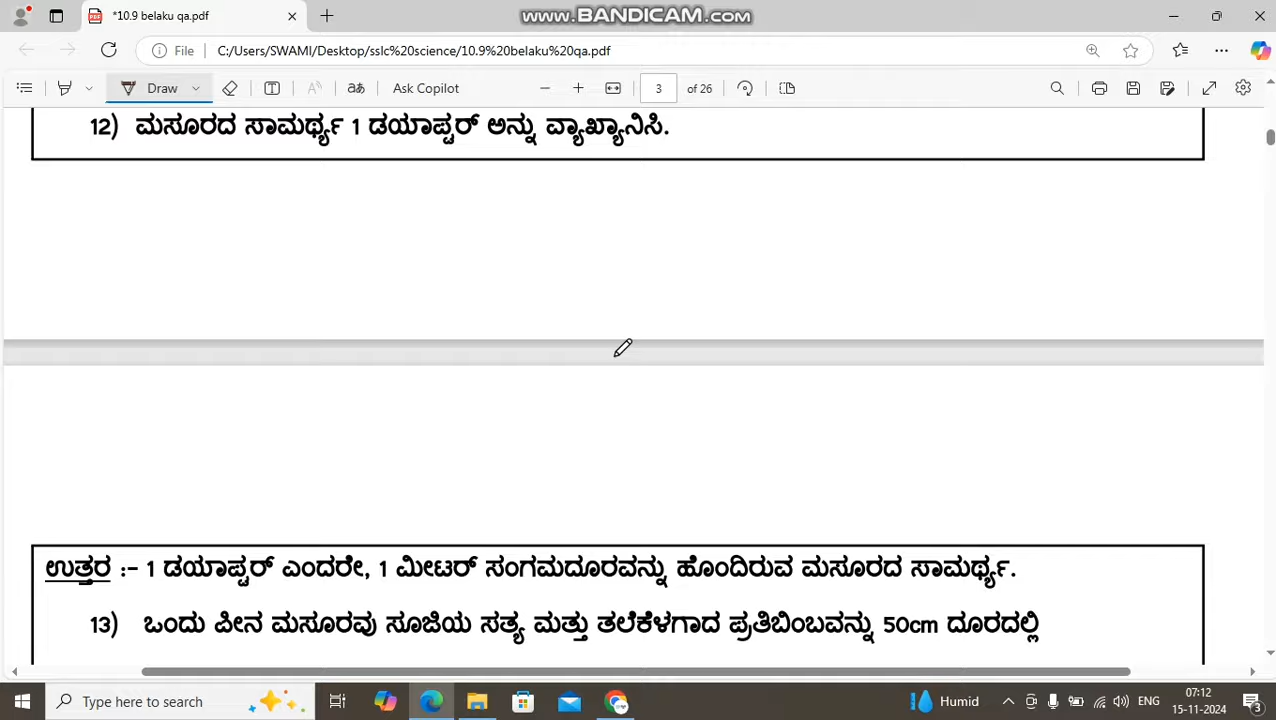 www.BANDICAM.com
*10.9 belaku qa.pdf
File C:/Users/SWAMI/Desktop/sslc%20science/10.9%20belaku%20qa.pdf
Draw Ask Copilot 3 of 26
12) ಮಸೂರದ ಸಾಮರ್ಥ್ಯ 1 ಡಯಾಪ್ಟರ್ ಅನ್ನು ವ್ಯಾಖ್ಯಾನಿಸಿ.
ಉತ್ತರ :- 1 ಡಯಾಪ್ಟರ್ ಎಂದರೇ, 1 ಮೀಟರ್ ಸಂಗಮದೂರವನ್ನು ಹೊಂದಿರುವ ಮಸೂರದ ಸಾಮರ್ಥ್ಯ.
13) ಒಂದು ಪೀನ ಮಸೂರವು ಸೂಜಿಯ ಸತ್ಯ ಮತ್ತು ತಲೆಕೆಳಗಾದ ಪ್ರತಿಬಿಂಬವನ್ನು 50cm ದೂರದಲ್ಲಿ
Type here to search Humid ENG 07:12
15-11-2024 3